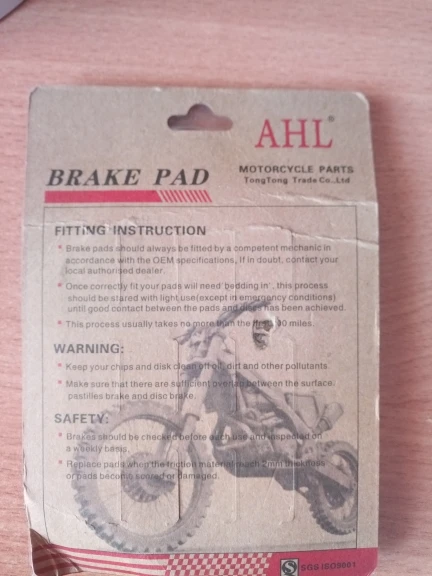 AHL®
BRAKE PAD
MOTORCYCLE PARTS
TongTong Trade Co.,Ltd
FITTING INSTRUCTION
* Brake pads should always be fitted by a competent mechanic in
accordance with the OEM specifications, If in doubt, contact your
local authorised dealer.
* Once correctly fit your pads will need 'bedding in', this process
should be stared with light use(except in emergency conditions)
until good contact between the pads and discs has been achieved.
* This process usually takes no more than the first 90 miles.
WARNING:
* Keep your chips and disk clean off oil, dirt and other pollutants.
* Make sure that there are sufficient overlap between the surface.
pastilles brake and disc brake.
SAFETY:
* Brakes should be checked before each use and inspected on
a weekly basis.
* Replace pads when the friction material reach 2mm thickness
or pads become scored or damaged.
S SGS ISO9001